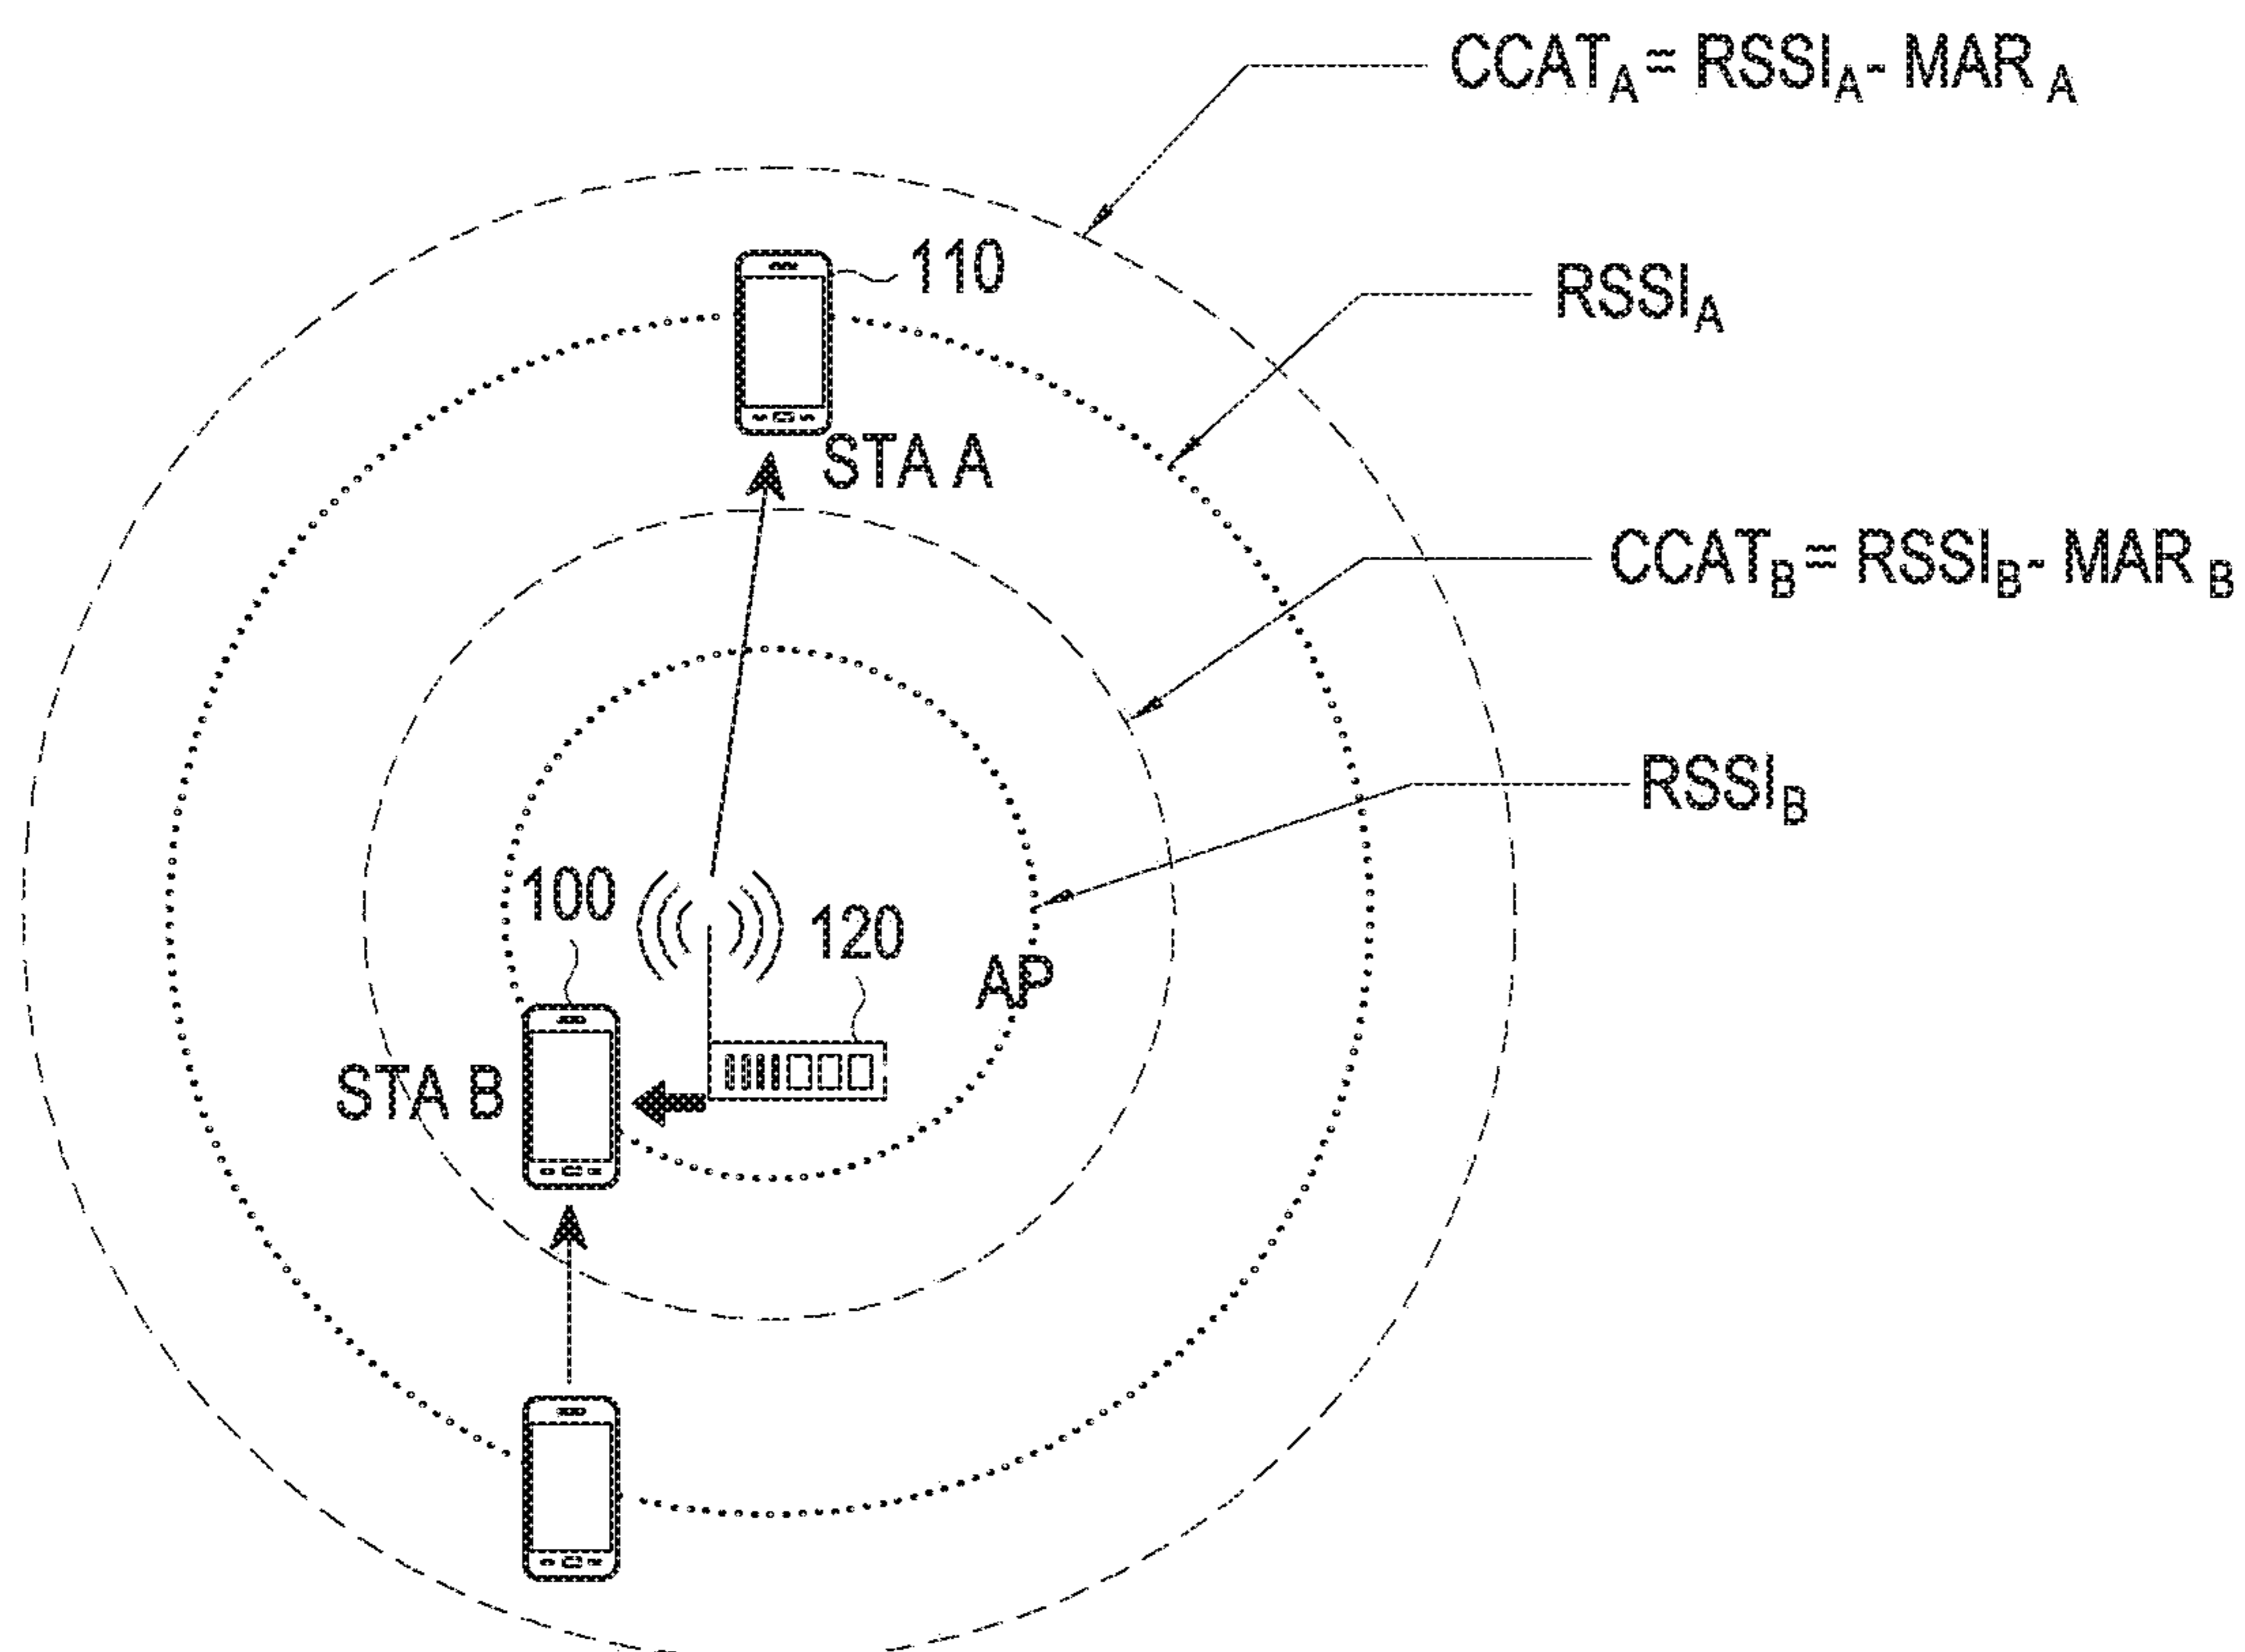 CCATA = RSSIA - MAR A
110
RSSIA
STA A
CCATB = RSSIB - MAR B
RSSIB
100
120
AP
STA B